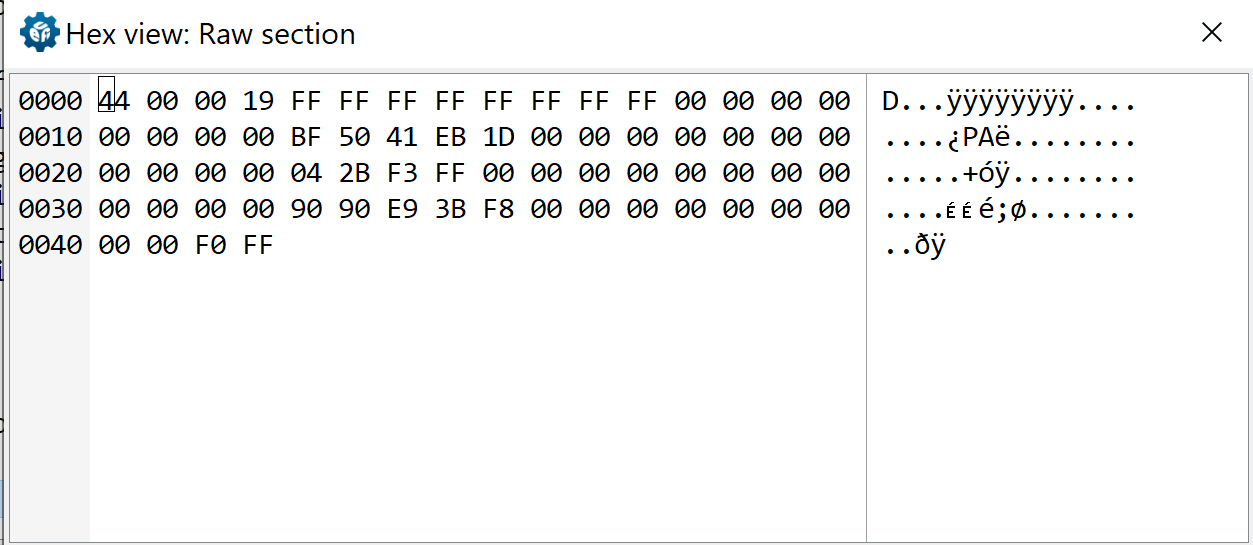 Hex view: Raw section
0000 44 00 00 19 FF FF FF FF FF FF FF FF 00 00 00 00 D...ÿÿÿÿÿÿÿÿ....
0010 00 00 00 00 BF 50 41 EB 1D 00 00 00 00 00 00 00 ....¿PAë........
0020 00 00 00 00 04 2B F3 FF 00 00 00 00 00 00 00 00 .....+óÿ........
0030 00 00 00 00 90 90 E9 3B F8 00 00 00 00 00 00 00 ....ᴇ́ᴇ́é;ø.......
0040 00 00 F0 FF ..ðÿ